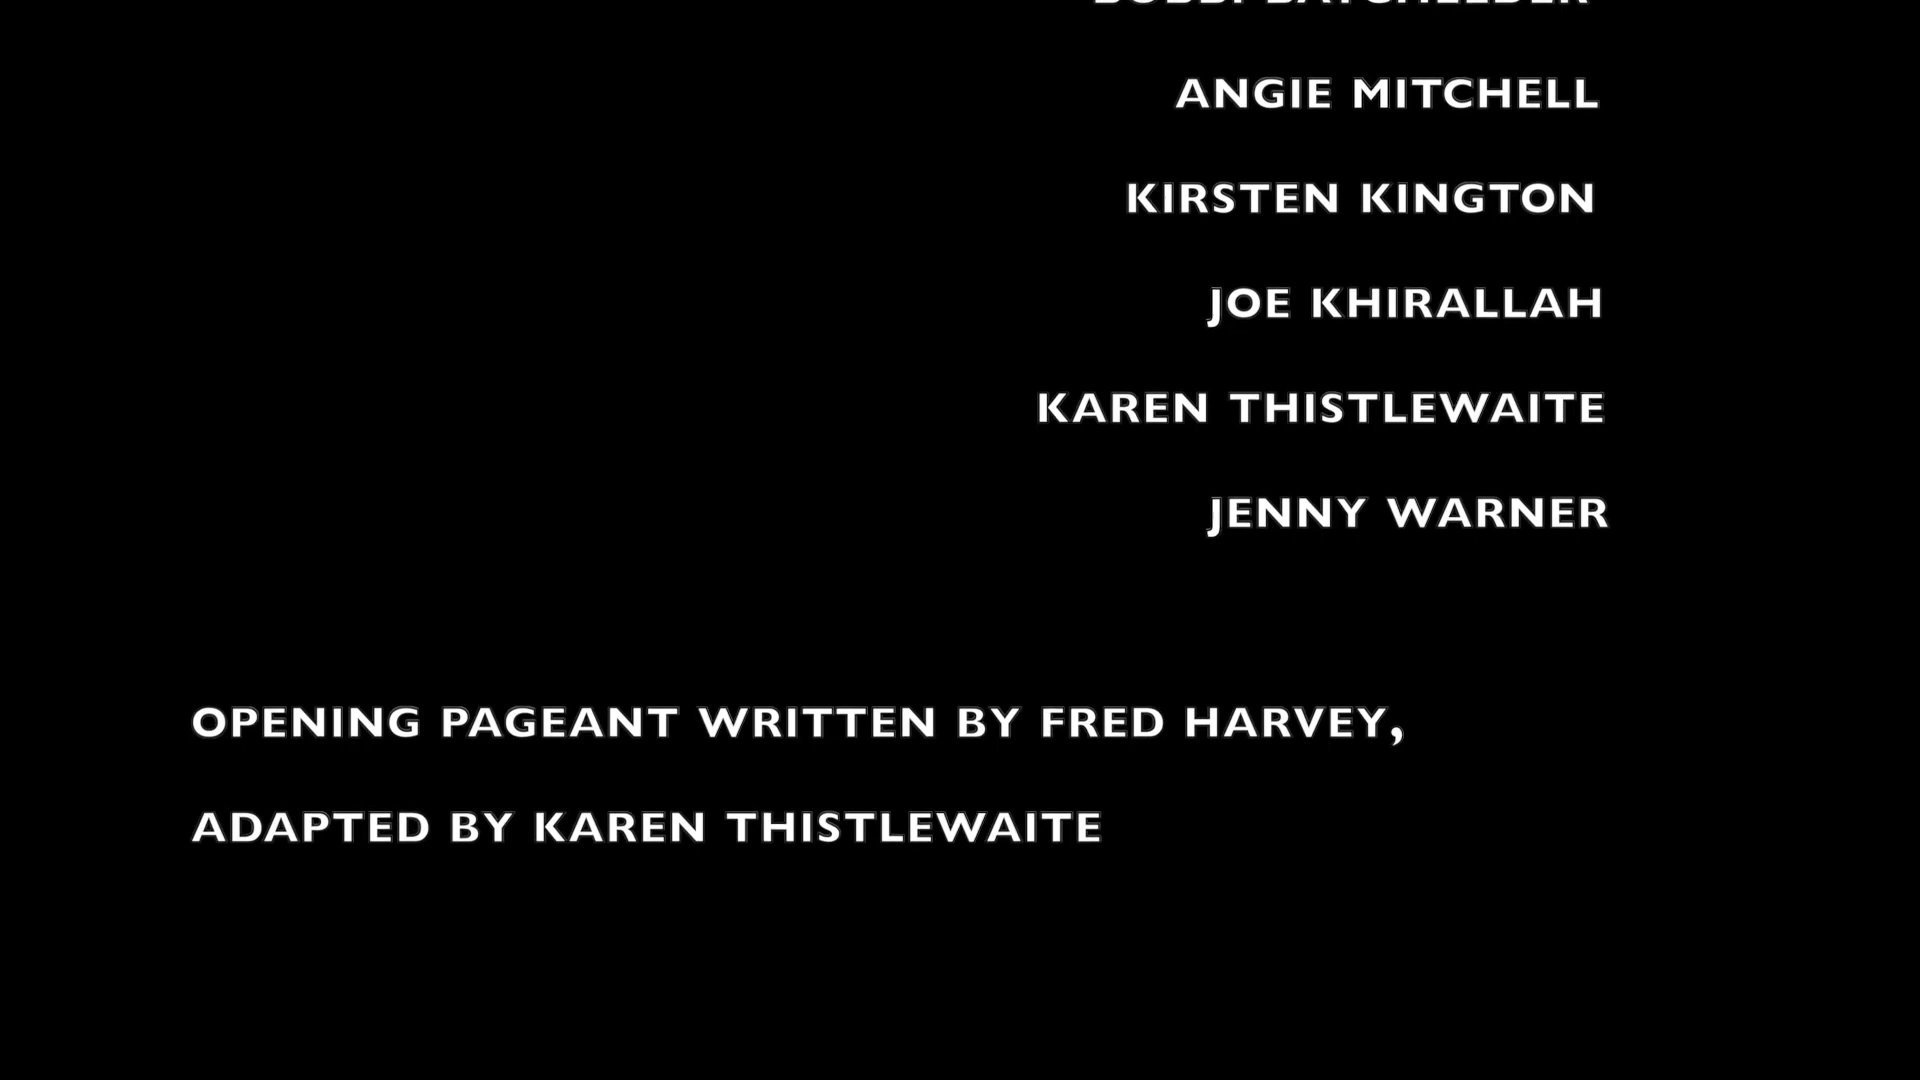 ANGIE MITCHELL
KIRSTEN KINGTON
JOE KHIRALLAH
KAREN THISTLEWAITE
JENNY WARNER
OPENING PAGEANT WRITTEN BY FRED HARVEY,
ADAPTED BY KAREN THISTLEWAITE